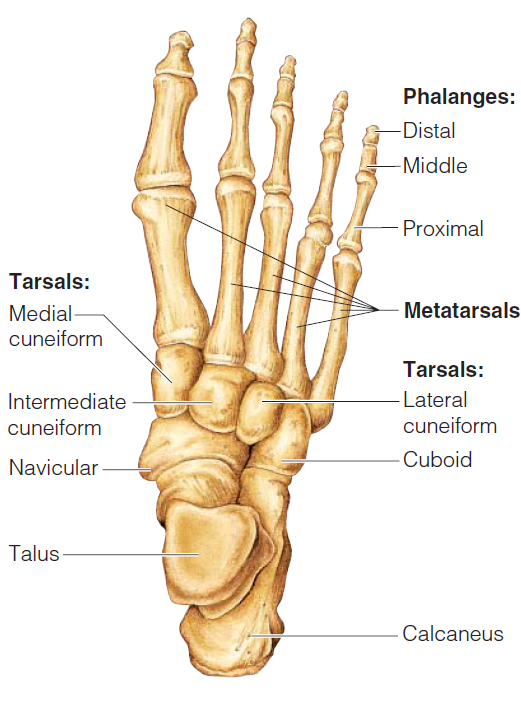 Phalanges:
Distal
Middle
Proximal
Tarsals:
Medial
cuneiform
Intermediate
cuneiform
Navicular
Talus
Metatarsals
Tarsals:
Lateral
cuneiform
Cuboid
Calcaneus